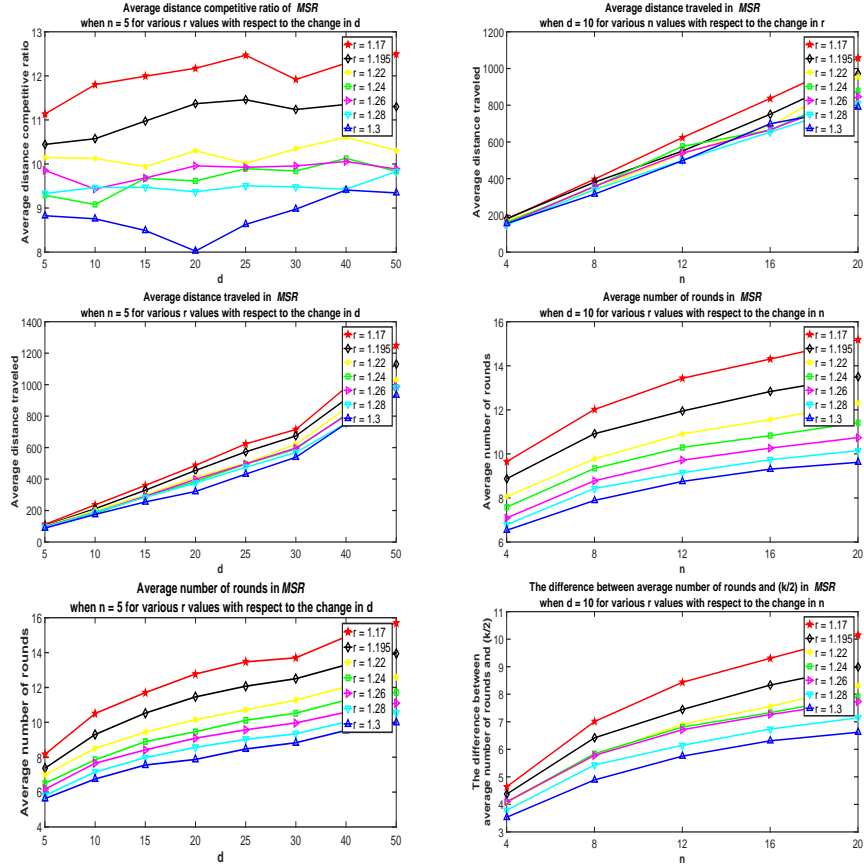 Average distance competitive ratio of MSR
when n = 5 for various r values with respect to the change in d
13
12
11
10
9
8
Average distance competitive ratio
5 10 15 20 25 30 40 50
d
r = 1.17
r = 1.195
r = 1.22
r = 1.24
r = 1.26
r = 1.28
r = 1.3
Average distance traveled in MSR
when d = 10 for various n values with respect to the change in r
1200
1000
800
600
400
200
0
Average distance traveled
4 8 12 16 20
n
r = 1.17
r = 1.195
r = 1.22
r = 1.24
r = 1.26
r = 1.28
r = 1.3
Average distance traveled in MSR
when n = 5 for various r values with respect to the change in d
1400
1200
1000
800
600
400
200
0
Average distance traveled
5 10 15 20 25 30 40 50
d
r = 1.17
r = 1.195
r = 1.22
r = 1.24
r = 1.26
r = 1.28
r = 1.3
Average number of rounds in MSR
when d = 10 for various r values with respect to the change in n
16
14
12
10
8
6
Average number of rounds
4 8 12 16 20
n
r = 1.17
r = 1.195
r = 1.22
r = 1.24
r = 1.26
r = 1.28
r = 1.3
Average number of rounds in MSR
when n = 5 for various r values with respect to the change in d
16
14
12
10
8
6
4
Average number of rounds
5 10 15 20 25 30 40 50
d
r = 1.17
r = 1.195
r = 1.22
r = 1.24
r = 1.26
r = 1.28
r = 1.3
The difference between average number of rounds and (k/2) in MSR
when d = 10 for various r values with respect to the change in n
11
10
9
8
7
6
5
4
3
The difference between
average number of rounds and (k/2)
4 8 12 16 20
n
r = 1.17
r = 1.195
r = 1.22
r = 1.24
r = 1.26
r = 1.28
r = 1.3